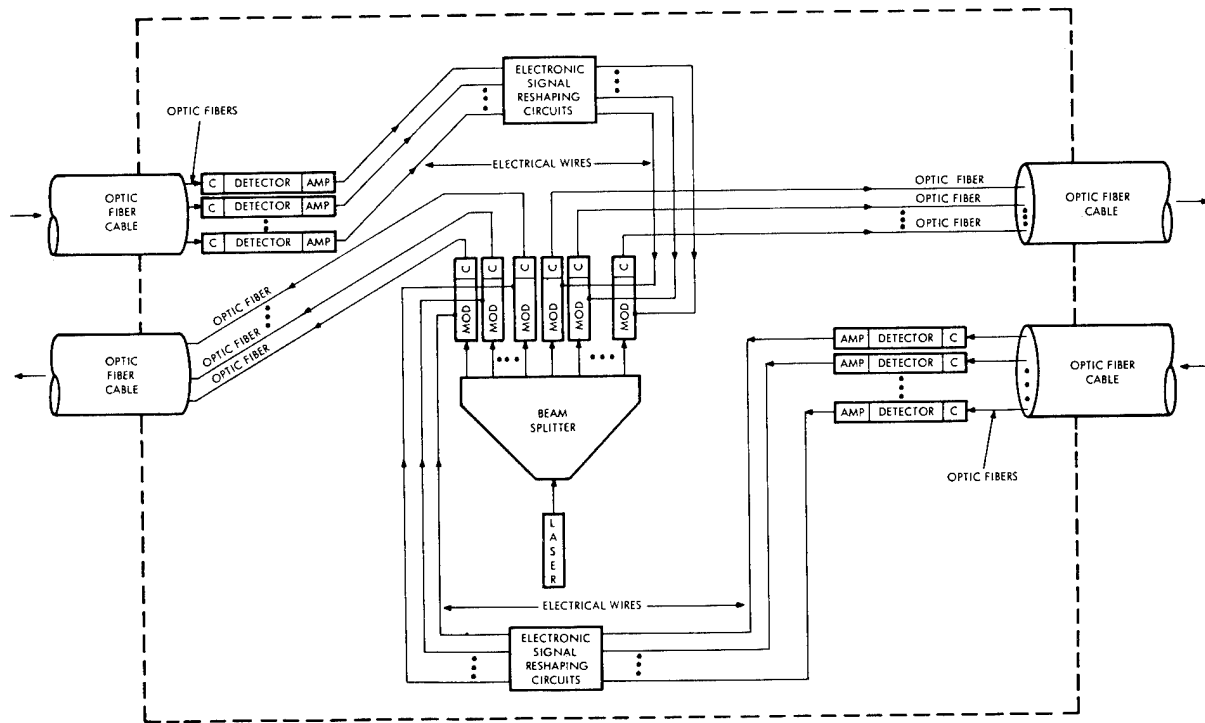 ELECTRONIC
SIGNAL
RESHAPING
CIRCUITS
OPTIC FIBERS
ELECTRICAL WIRES
C DETECTOR AMP
C DETECTOR AMP
C DETECTOR AMP
OPTIC
FIBER
CABLE
OPTIC FIBER
OPTIC FIBER
OPTIC FIBER
OPTIC FIBER
CABLE
C C C C C C
MOD MOD MOD MOD MOD MOD
OPTIC FIBER
OPTIC FIBER
OPTIC FIBER
OPTIC
FIBER
CABLE
AMP DETECTOR C
AMP DETECTOR C
AMP DETECTOR C
OPTIC FIBER
CABLE
BEAM
SPLITTER
OPTIC FIBERS
LASER
ELECTRICAL WIRES
ELECTRONIC
SIGNAL
RESHAPING
CIRCUITS